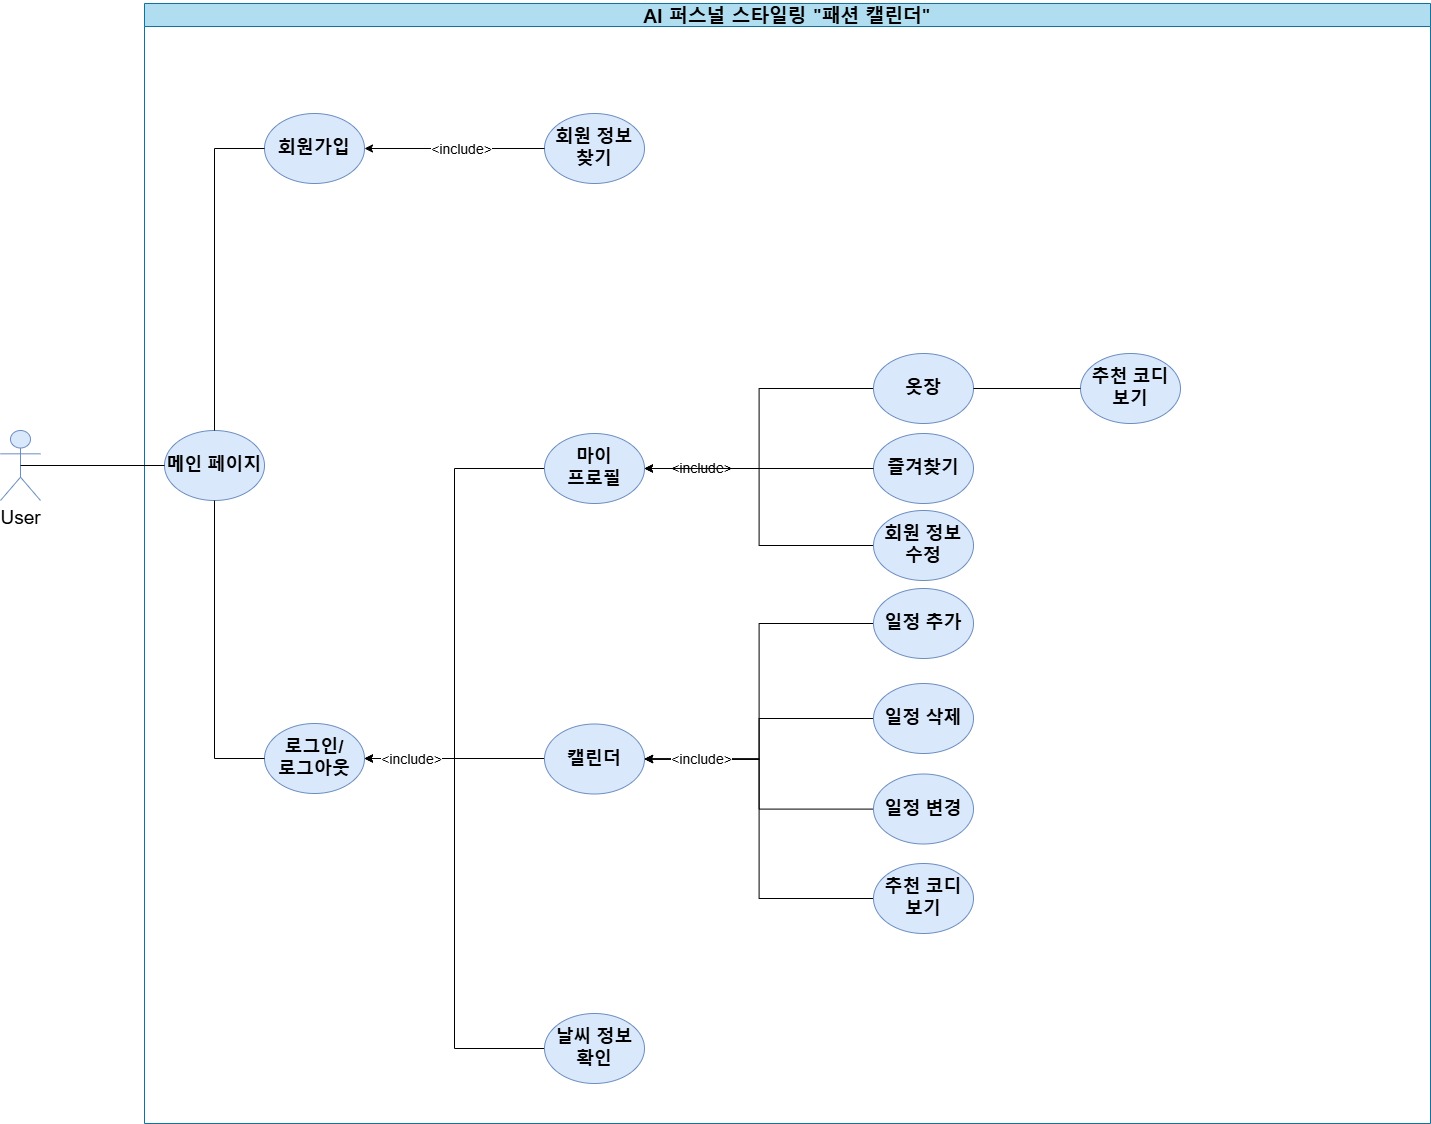 AI 퍼스널 스타일링 "패션 캘린더"
회원가입
<include>
회원 정보
찾기
옷장
추천 코디
보기
메인 페이지
User
마이
프로필
<include>
즐겨찾기
회원 정보
수정
일정 추가
일정 삭제
로그인/
로그아웃
<include>
캘린더
<include>
일정 변경
추천 코디
보기
날씨 정보
확인